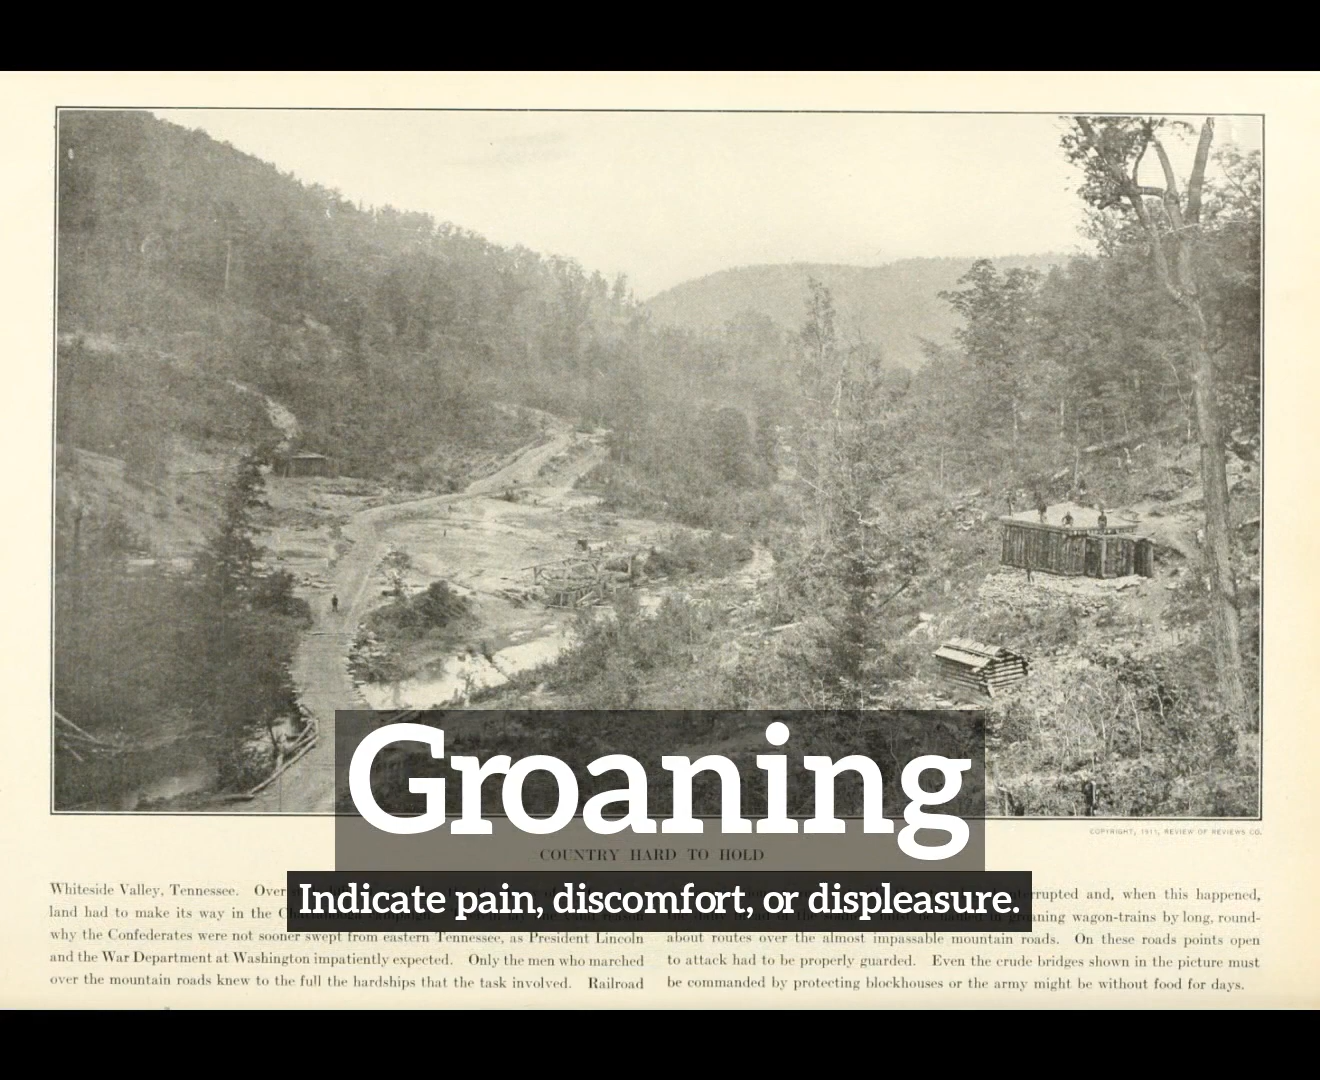 COPYRIGHT, 1911, REVIEW OF REVIEWS CO.
Groaning
COUNTRY HARD TO HOLD
Indicate pain, discomfort, or displeasure.
Whiteside Valley, Tennessee. Over
land had to make its way in the
why the Confederates were not sooner swept from eastern Tennessee, as President Lincoln
and the War Department at Washington impatiently expected. Only the men who marched
over the mountain roads knew to the full the hardships that the task involved. Railroad
and, when this happened,
groaning wagon-trains by long, round-
about routes over the almost impassable mountain roads. On these roads points open
to attack had to be properly guarded. Even the crude bridges shown in the picture must
be commanded by protecting blockhouses or the army might be without food for days.